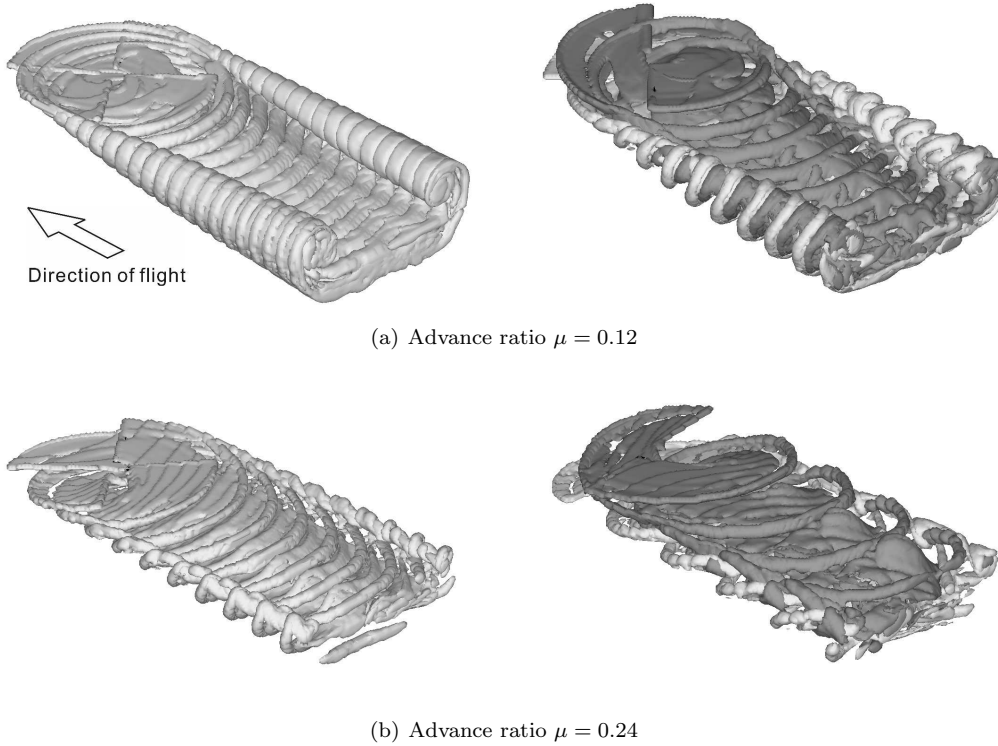 Direction of flight
(a) Advance ratio μ = 0.12
(b) Advance ratio μ = 0.24